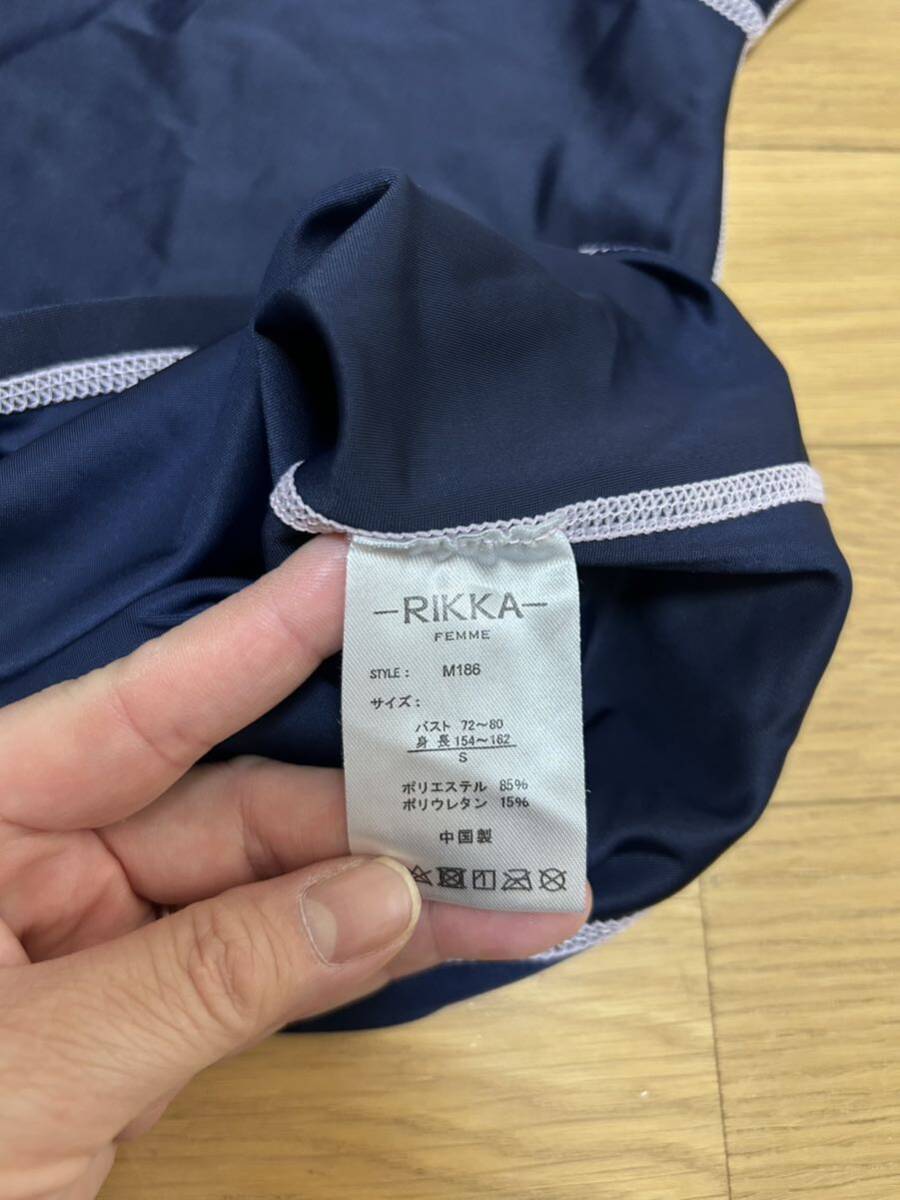 -RIKKA-
FEMME
STYLE : M186
サイズ :
バスト 72〜80
身長 154〜162
S
ポリエステル 85%
ポリウレタン 15%
中国製